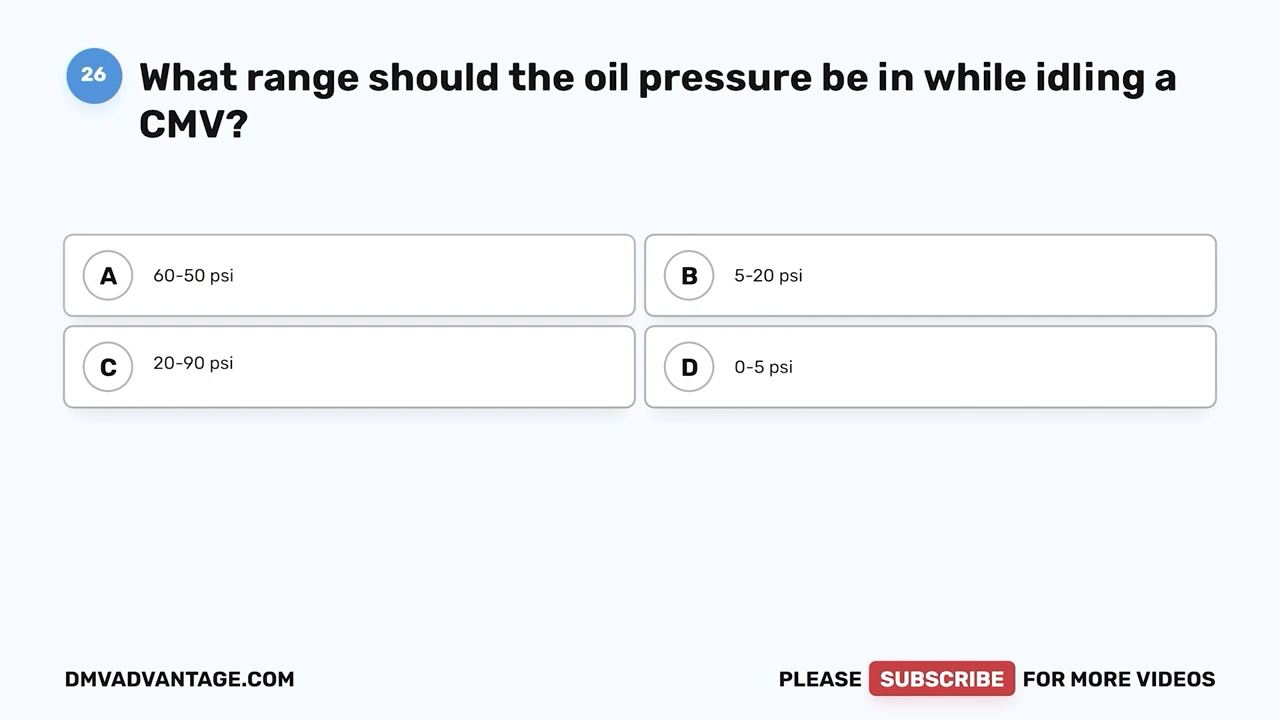 26
What range should the oil pressure be in while idling a
CMV?
A
60-50 psi
B
5-20 psi
C
20-90 psi
D
0-5 psi
DMVADVANTAGE.COM
PLEASE SUBSCRIBE FOR MORE VIDEOS